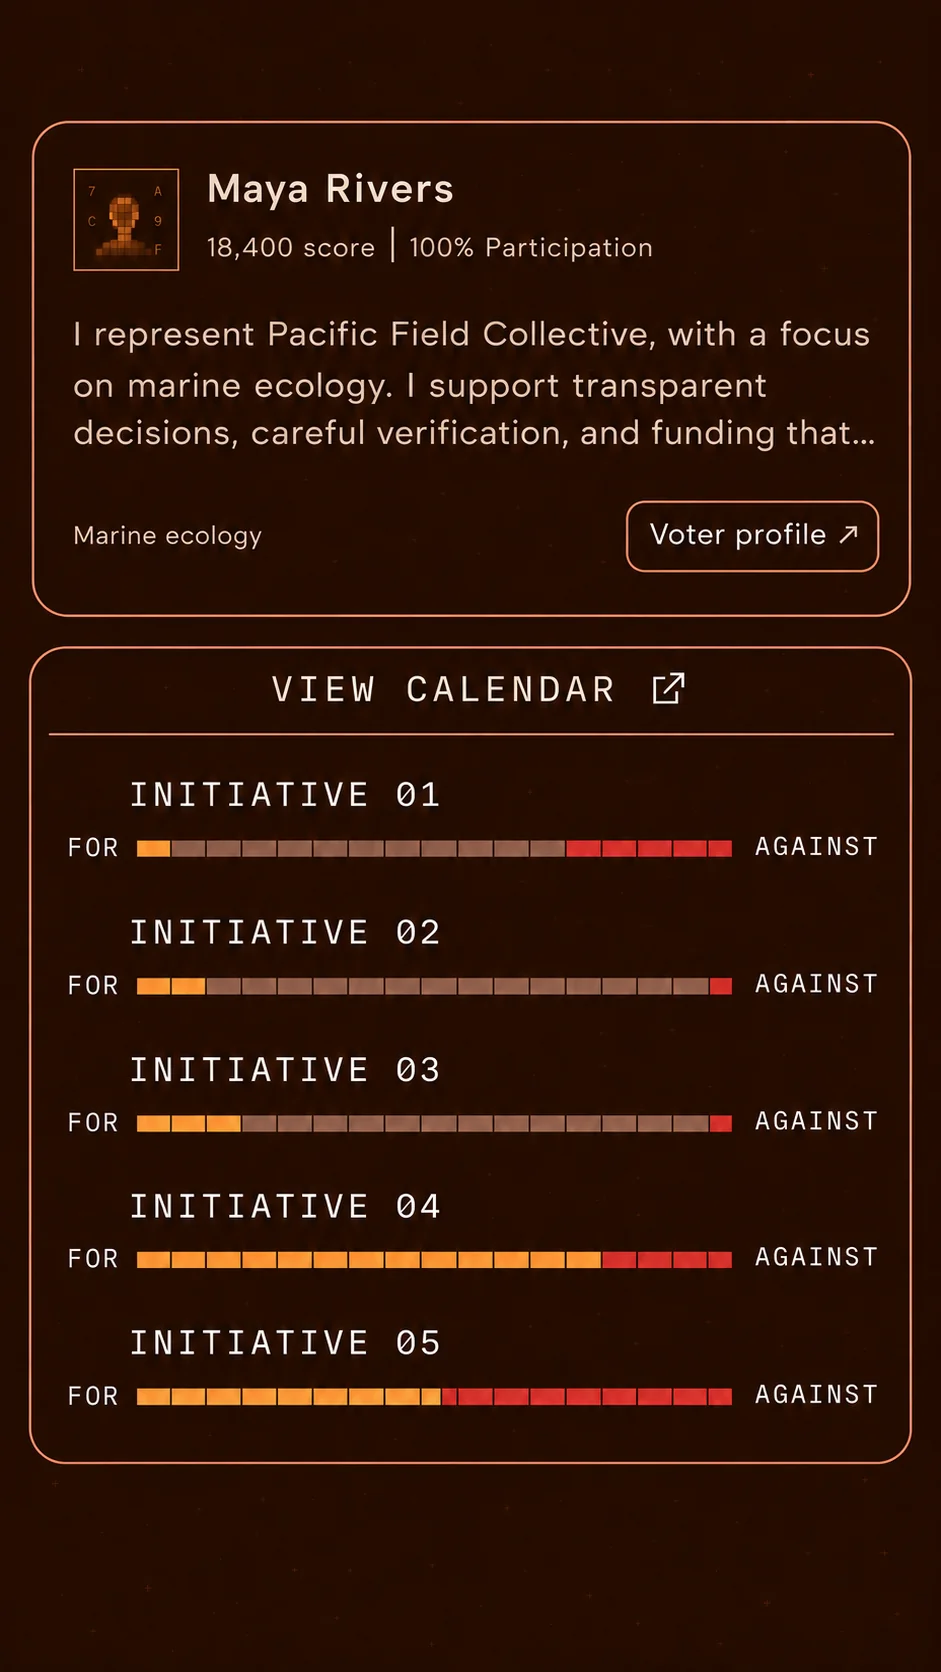 7 A
C 9
F
Maya Rivers
18,400 score | 100% Participation
I represent Pacific Field Collective, with a focus
on marine ecology. I support transparent
decisions, careful verification, and funding that...
Marine ecology
Voter profile ↗
VIEW CALENDAR
INITIATIVE 01
FOR AGAINST
INITIATIVE 02
FOR AGAINST
INITIATIVE 03
FOR AGAINST
INITIATIVE 04
FOR AGAINST
INITIATIVE 05
FOR AGAINST